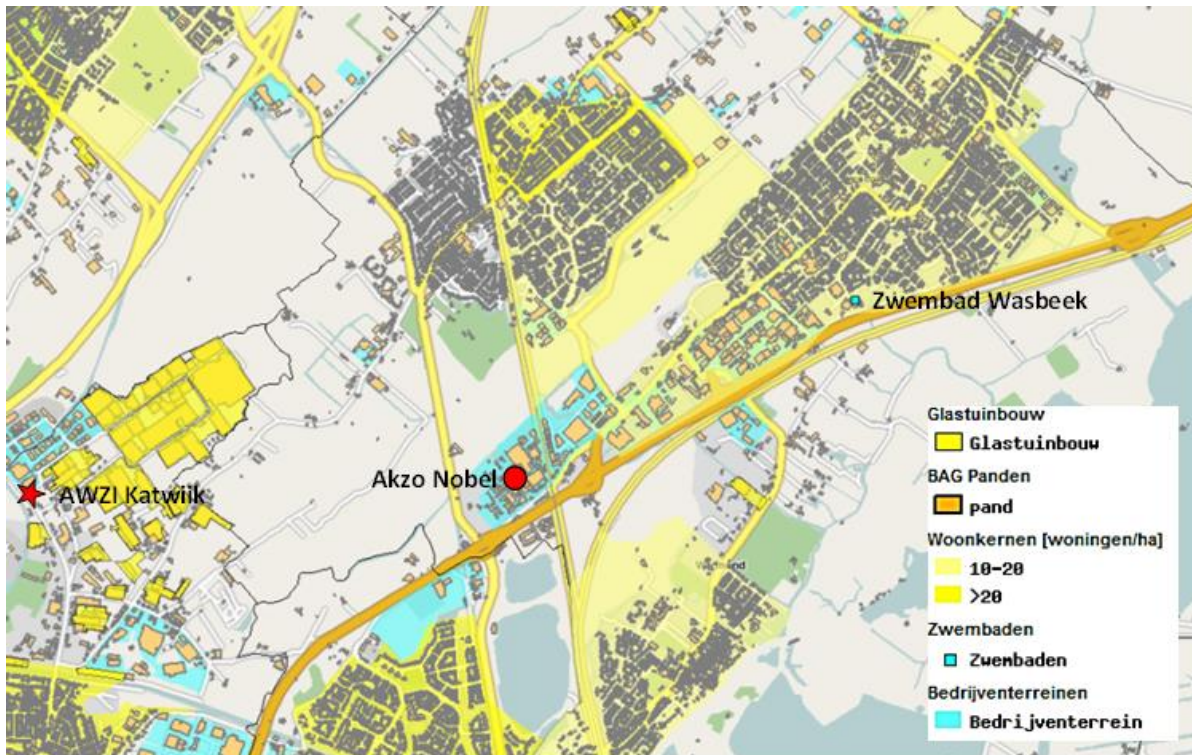 Zwembad Wasbeek
Akzo Nobel
AWZI Katwijk
Glastuinbouw
Glastuinbouw
BAG Panden
pand
Woonkernen [woningen/ha]
10-20
>20
Zwembaden
Zwembaden
Bedrijventerreinen
Bedrijventerrein